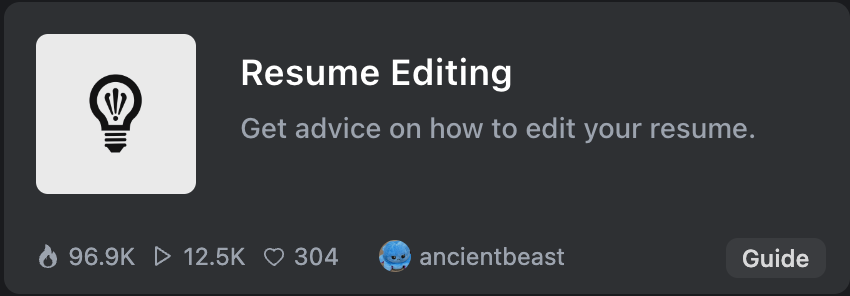 Resume Editing
Get advice on how to edit your resume.
96.9K 12.5K 304 ancientbeast Guide